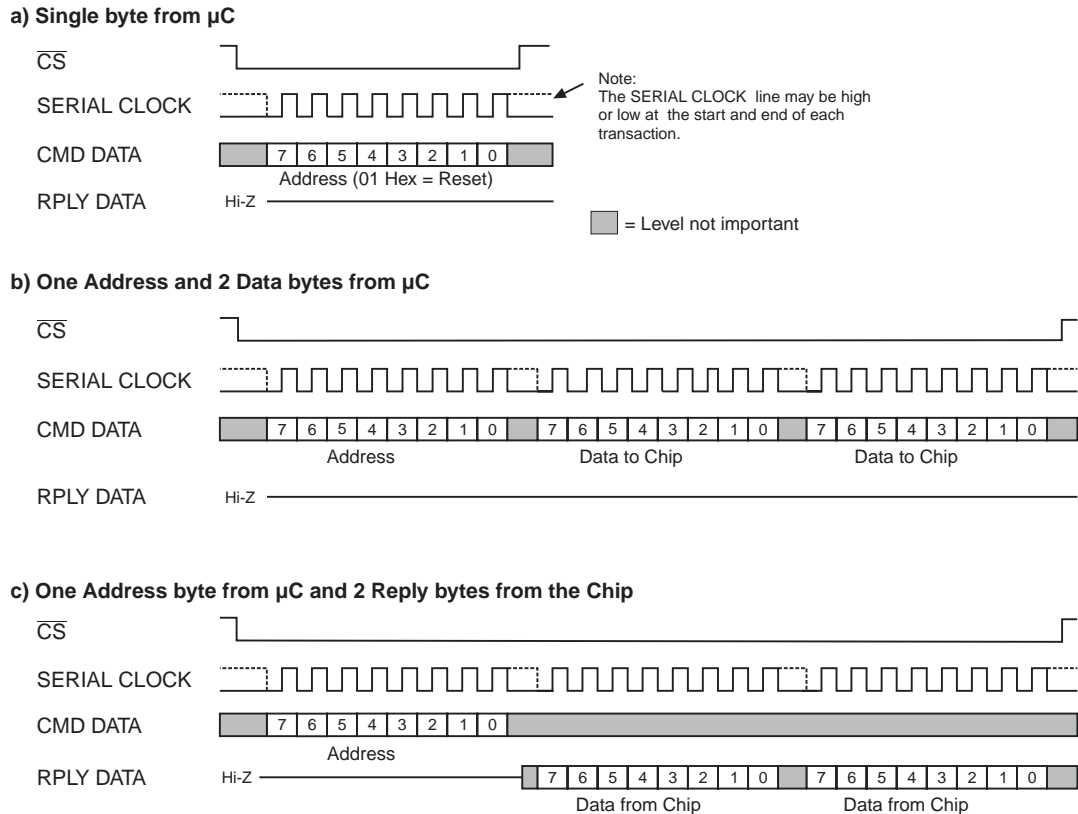 a) Single byte from µC
CS
SERIAL CLOCK
Note:
The SERIAL CLOCK line may be high
or low at the start and end of each
transaction.
CMD DATA
7 6 5 4 3 2 1 0
Address (01 Hex = Reset)
RPLY DATA
Hi-Z
= Level not important
b) One Address and 2 Data bytes from µC
CS
SERIAL CLOCK
CMD DATA
7 6 5 4 3 2 1 0 7 6 5 4 3 2 1 0 7 6 5 4 3 2 1 0
Address Data to Chip Data to Chip
RPLY DATA
Hi-Z
c) One Address byte from µC and 2 Reply bytes from the Chip
CS
SERIAL CLOCK
CMD DATA
7 6 5 4 3 2 1 0
Address
RPLY DATA
Hi-Z
7 6 5 4 3 2 1 0 7 6 5 4 3 2 1 0
Data from Chip Data from Chip